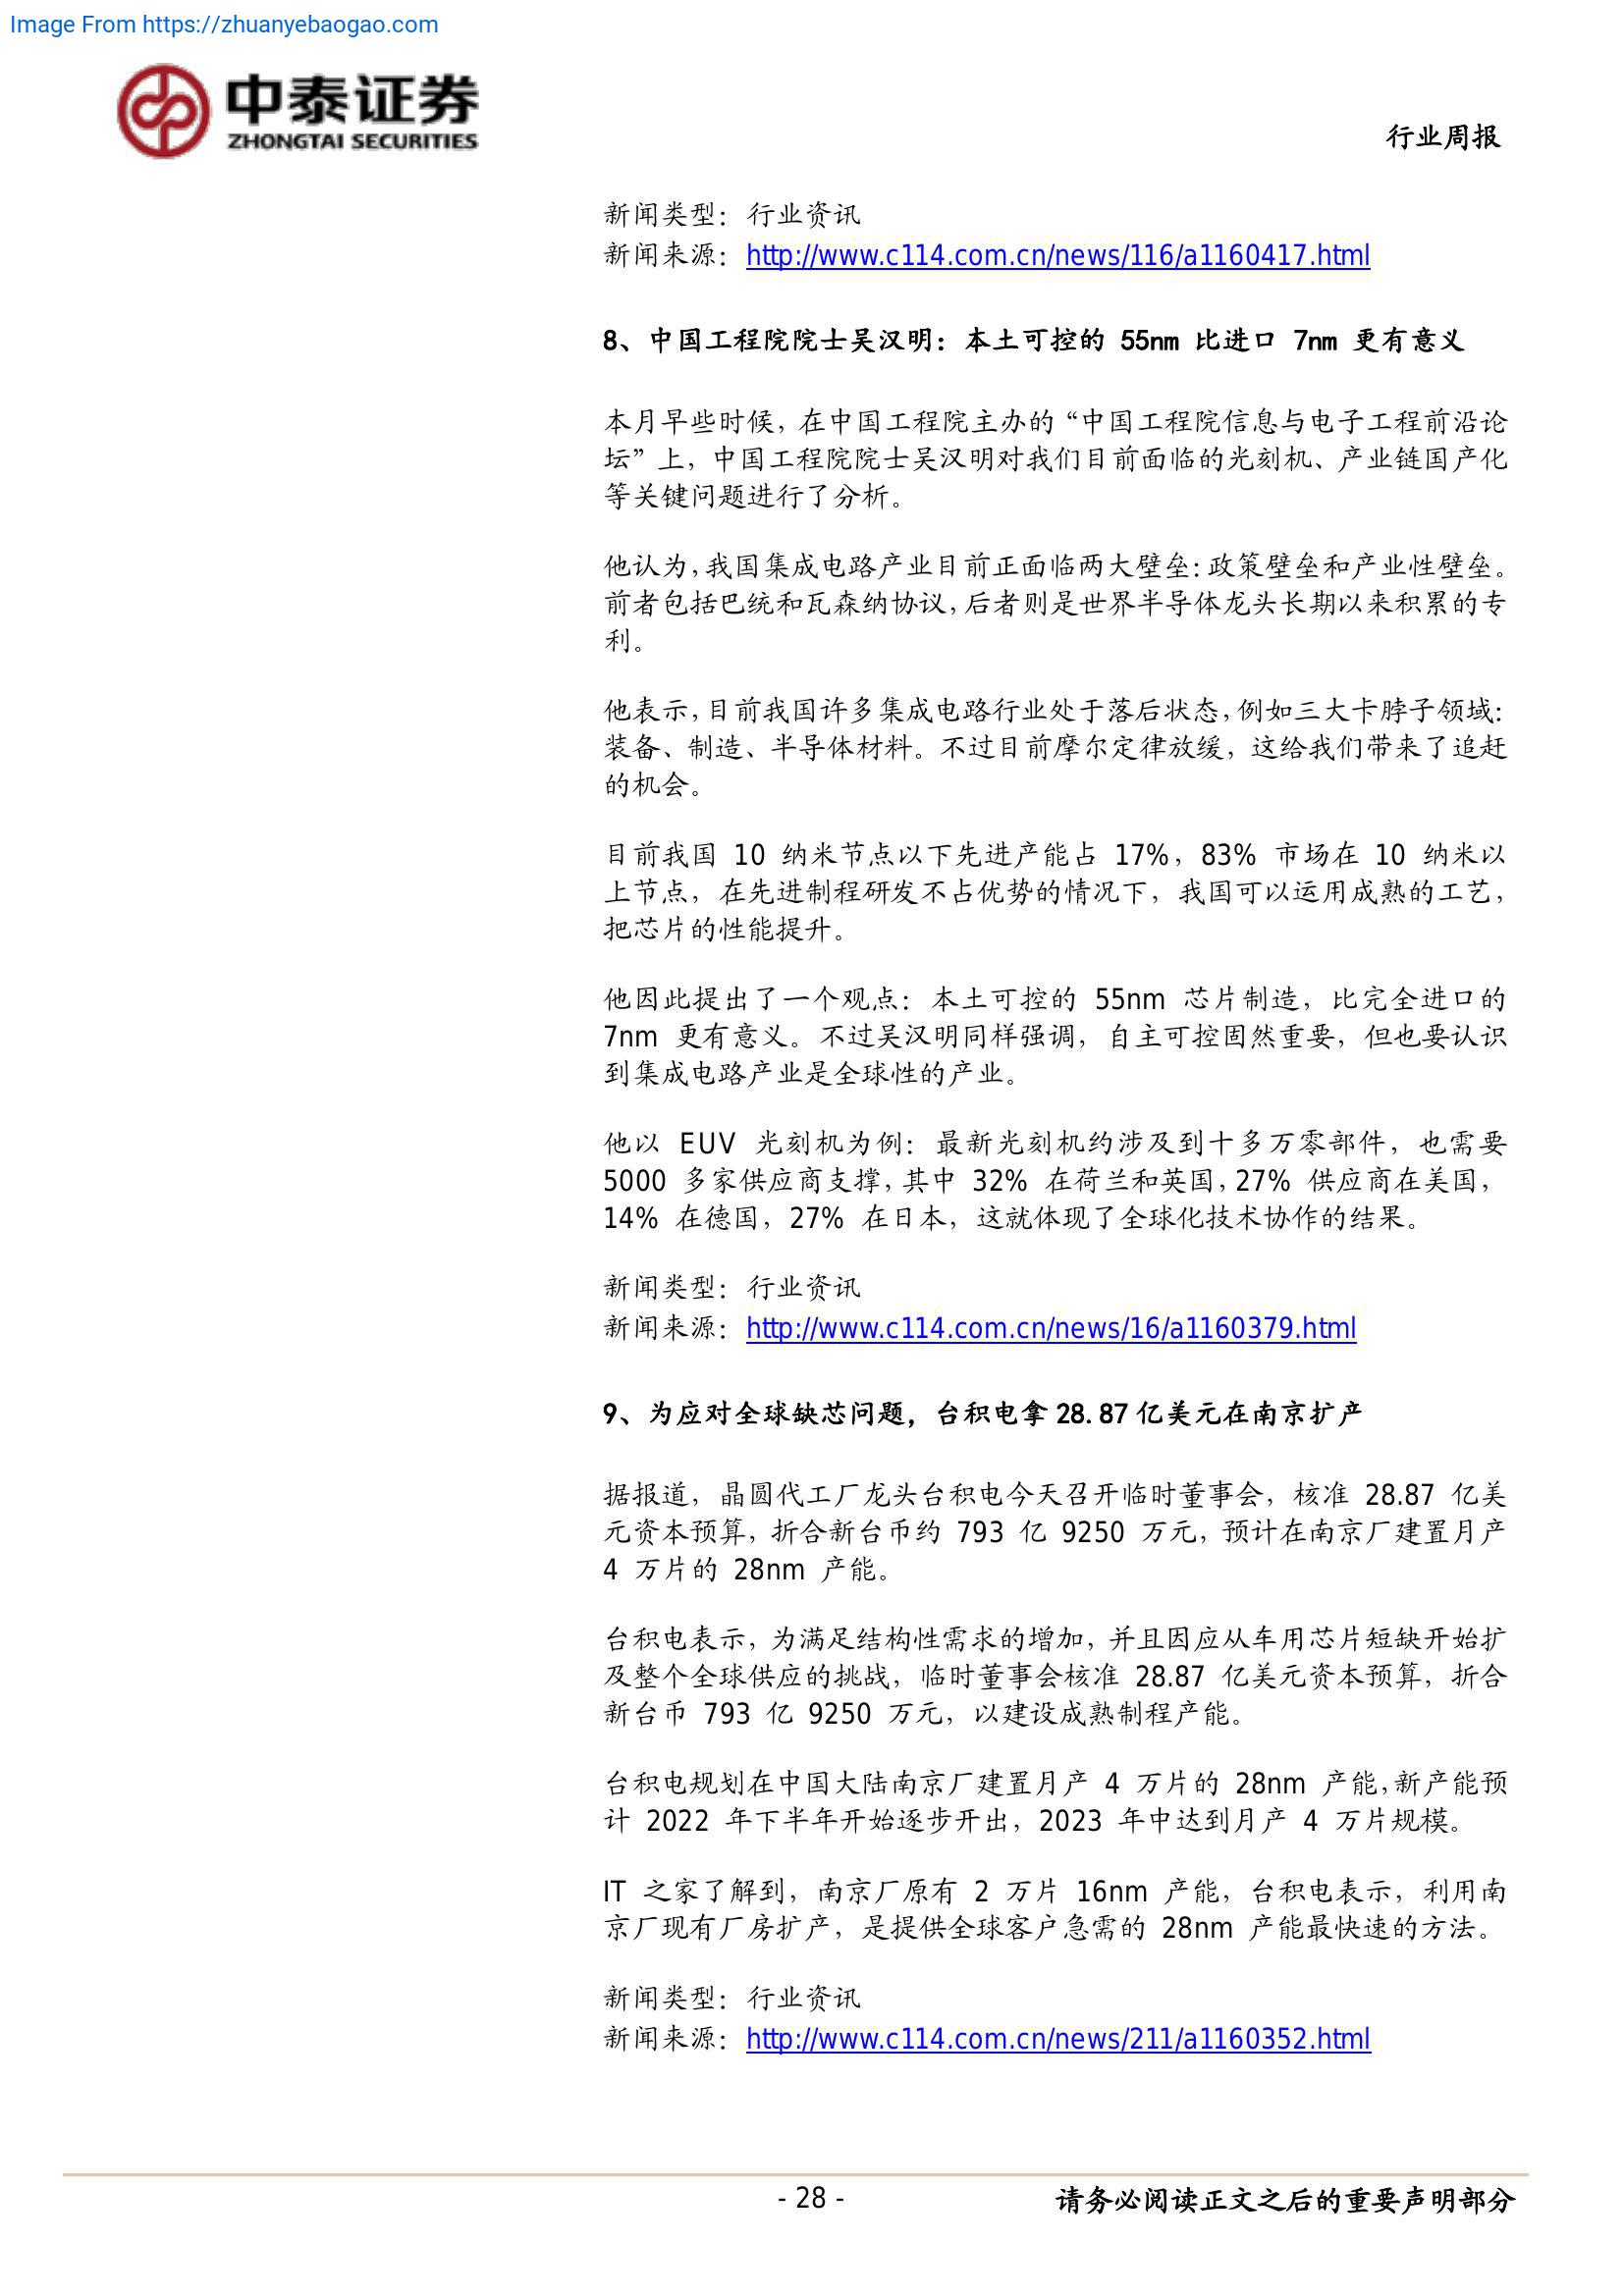 Image From https://zhuanyebaogao.com
中泰证券
ZHONGTAI SECURITIES
行业周报
新闻类型：行业资讯
新闻来源：http://www.c114.com.cn/news/116/a1160417.html
8、中国工程院院士吴汉明：本土可控的 55nm 比进口 7nm 更有意义
本月早些时候，在中国工程院主办的“中国工程院信息与电子工程前沿论
坛”上，中国工程院院士吴汉明对我们目前面临的光刻机、产业链国产化
等关键问题进行了分析。
他认为，我国集成电路产业目前正面临两大壁垒：政策壁垒和产业性壁垒。
前者包括巴统和瓦森纳协议，后者则是世界半导体龙头长期以来积累的专
利。
他表示，目前我国许多集成电路行业处于落后状态，例如三大卡脖子领域：
装备、制造、半导体材料。不过目前摩尔定律放缓，这给我们带来了追赶
的机会。
目前我国 10 纳米节点以下先进产能占 17%，83% 市场在 10 纳米以
上节点，在先进制程研发不占优势的情况下，我国可以运用成熟的工艺，
把芯片的性能提升。
他因此提出了一个观点：本土可控的 55nm 芯片制造，比完全进口的
7nm 更有意义。不过吴汉明同样强调，自主可控固然重要，但也要认识
到集成电路产业是全球性的产业。
他以 EUV 光刻机为例：最新光刻机约涉及到十多万零部件，也需要
5000 多家供应商支撑，其中 32% 在荷兰和英国，27% 供应商在美国，
14% 在德国，27% 在日本，这就体现了全球化技术协作的结果。
新闻类型：行业资讯
新闻来源：http://www.c114.com.cn/news/16/a1160379.html
9、为应对全球缺芯问题，台积电拿 28.87 亿美元在南京扩产
据报道，晶圆代工厂龙头台积电今天召开临时董事会，核准 28.87 亿美
元资本预算，折合新台币约 793 亿 9250 万元，预计在南京厂建置月产
4 万片的 28nm 产能。
台积电表示，为满足结构性需求的增加，并且因应从车用芯片短缺开始扩
及整个全球供应的挑战，临时董事会核准 28.87 亿美元资本预算，折合
新台币 793 亿 9250 万元，以建设成熟制程产能。
台积电规划在中国大陆南京厂建置月产 4 万片的 28nm 产能，新产能预
计 2022 年下半年开始逐步开出，2023 年中达到月产 4 万片规模。
IT 之家了解到，南京厂原有 2 万片 16nm 产能，台积电表示，利用南
京厂现有厂房扩产，是提供全球客户急需的 28nm 产能最快速的方法。
新闻类型：行业资讯
新闻来源：http://www.c114.com.cn/news/211/a1160352.html
- 28 -
请务必阅读正文之后的重要声明部分